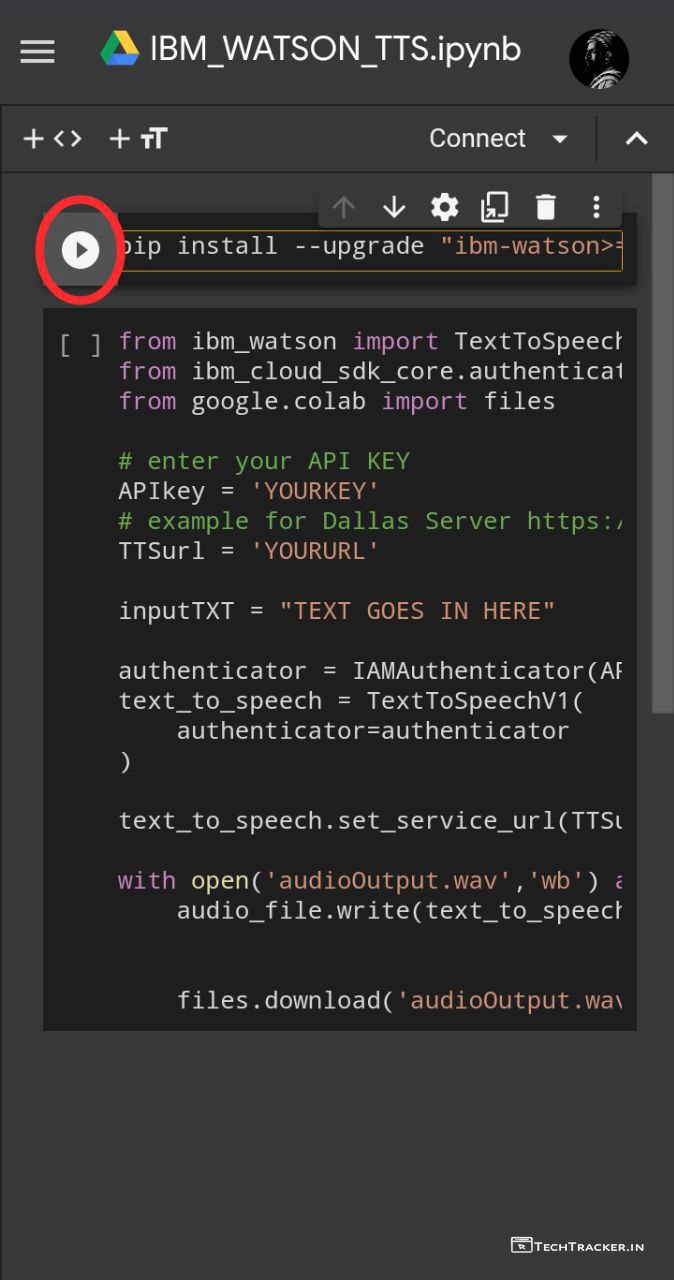 IBM_WATSON_TTS.ipynb
+ <> + TT Connect
pip install --upgrade "ibm-watson>=
[ ] from ibm_watson import TextToSpeech
from ibm_cloud_sdk_core.authenticat
from google.colab import files
# enter your API KEY
APIkey = 'YOURKEY'
# example for Dallas Server https:/
TTSurl = 'YOURURL'
inputTXT = "TEXT GOES IN HERE"
authenticator = IAMAuthenticator(AP
text_to_speech = TextToSpeechV1(
    authenticator=authenticator
)
text_to_speech.set_service_url(TTSu
with open('audioOutput.wav','wb') a
    audio_file.write(text_to_speech
    files.download('audioOutput.wav
TECHTRACKER.IN